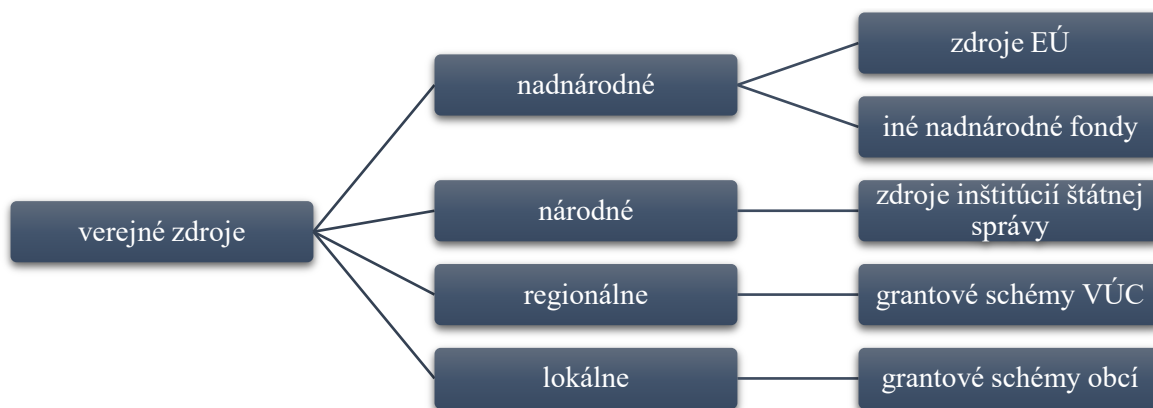 verejné zdroje
nadnárodné
zdroje EÚ
iné nadnárodné fondy
národné
zdroje inštitúcií štátnej
správy
regionálne
grantové schémy VÚC
lokálne
grantové schémy obcí